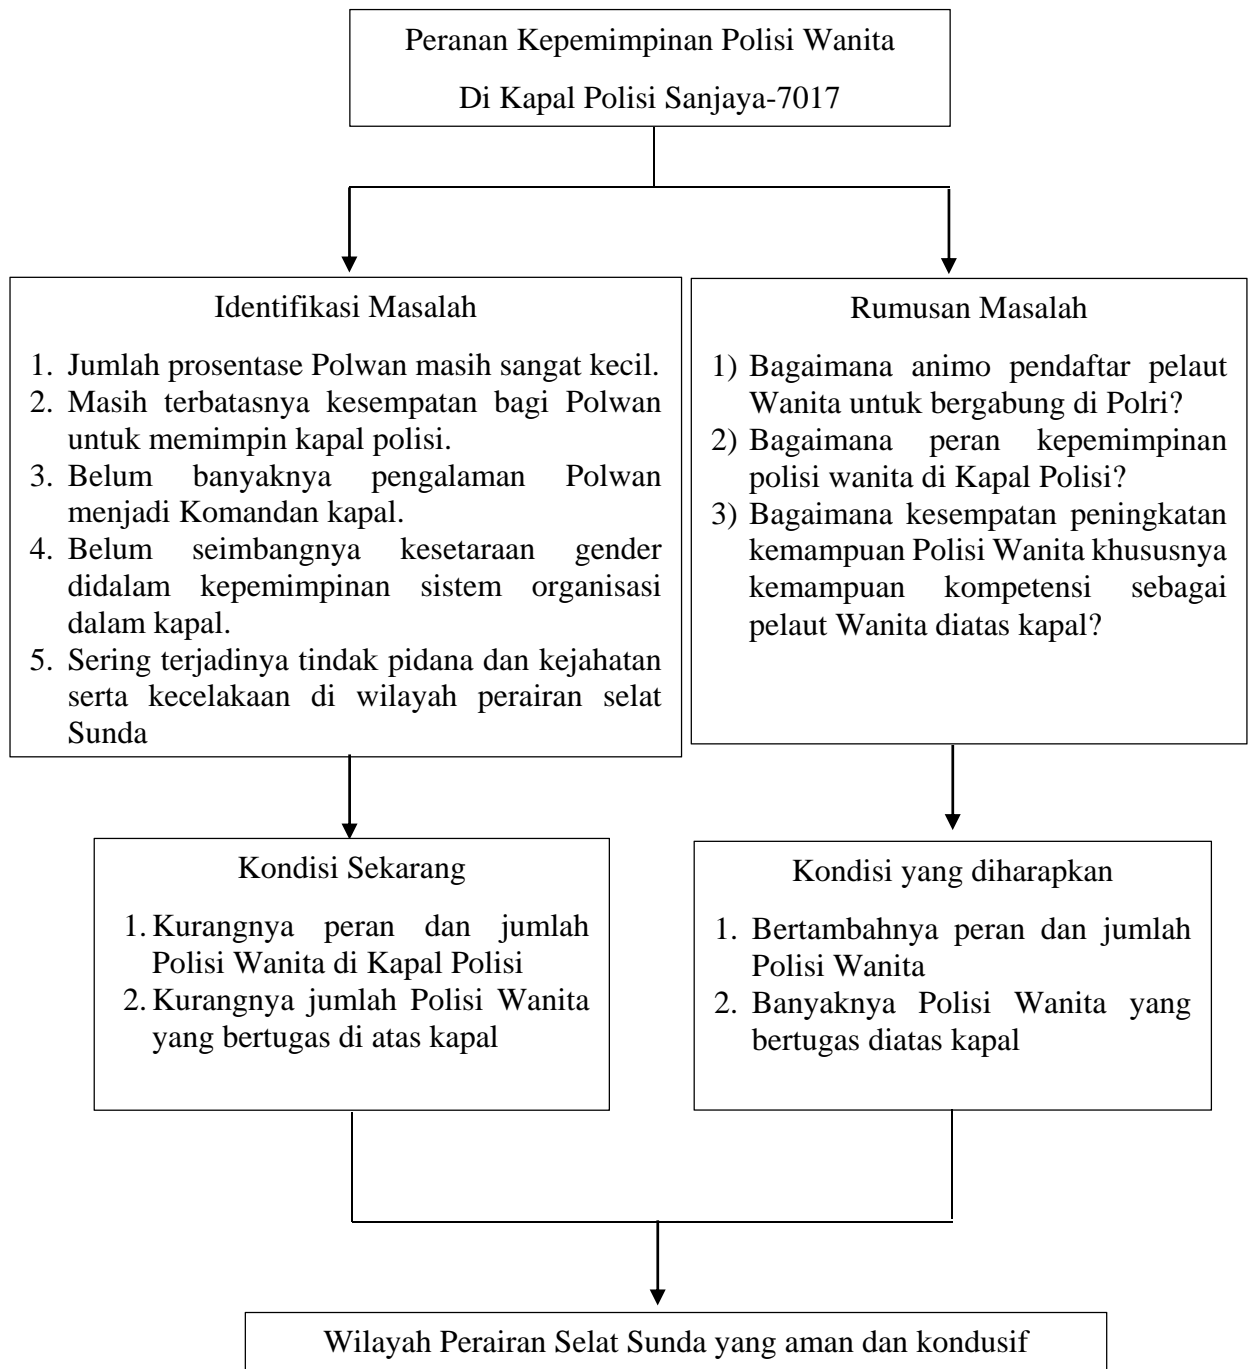 Peranan Kepemimpinan Polisi Wanita
Di Kapal Polisi Sanjaya-7017
Identifikasi Masalah
1. Jumlah prosentase Polwan masih sangat kecil.
2. Masih terbatasnya kesempatan bagi Polwan
untuk memimpin kapal polisi.
3. Belum banyaknya pengalaman Polwan
menjadi Komandan kapal.
4. Belum seimbangnya kesetaraan gender
didalam kepemimpinan sistem organisasi
dalam kapal.
5. Sering terjadinya tindak pidana dan kejahatan
serta kecelakaan di wilayah perairan selat
Sunda
Rumusan Masalah
1) Bagaimana animo pendaftar pelaut
Wanita untuk bergabung di Polri?
2) Bagaimana peran kepemimpinan
polisi wanita di Kapal Polisi?
3) Bagaimana kesempatan peningkatan
kemampuan Polisi Wanita khususnya
kemampuan kompetensi sebagai
pelaut Wanita diatas kapal?
Kondisi Sekarang
1. Kurangnya peran dan jumlah
Polisi Wanita di Kapal Polisi
2. Kurangnya jumlah Polisi Wanita
yang bertugas di atas kapal
Kondisi yang diharapkan
1. Bertambahnya peran dan jumlah
Polisi Wanita
2. Banyaknya Polisi Wanita yang
bertugas diatas kapal
Wilayah Perairan Selat Sunda yang aman dan kondusif